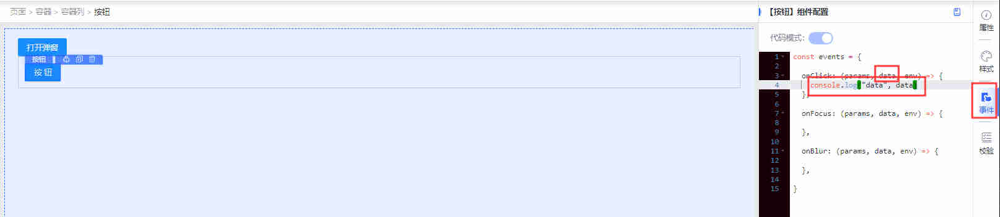 页面 > 容器 > 容器列 > 按钮
打开弹窗
按钮
按 钮
【按钮】组件配置
代码模式:
1 const events = {
2
3 onClick: (params, data, env) => {
4 console.log("data", data)
5 },
6
7 onFocus: (params, data, env) => {
8
9 },
10
11 onBlur: (params, data, env) => {
12
13 },
14
15 }
属性
样式
事件
校验